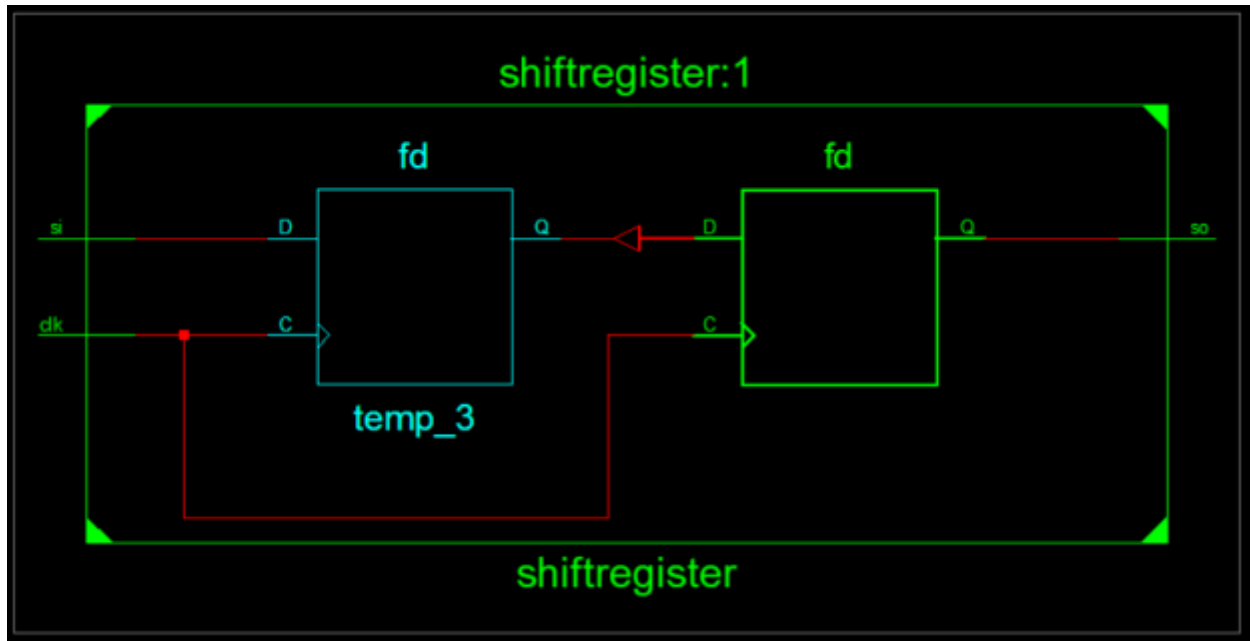 shiftregister:1
fd fd
si D Q D Q so
clk C C
temp_3
shiftregister